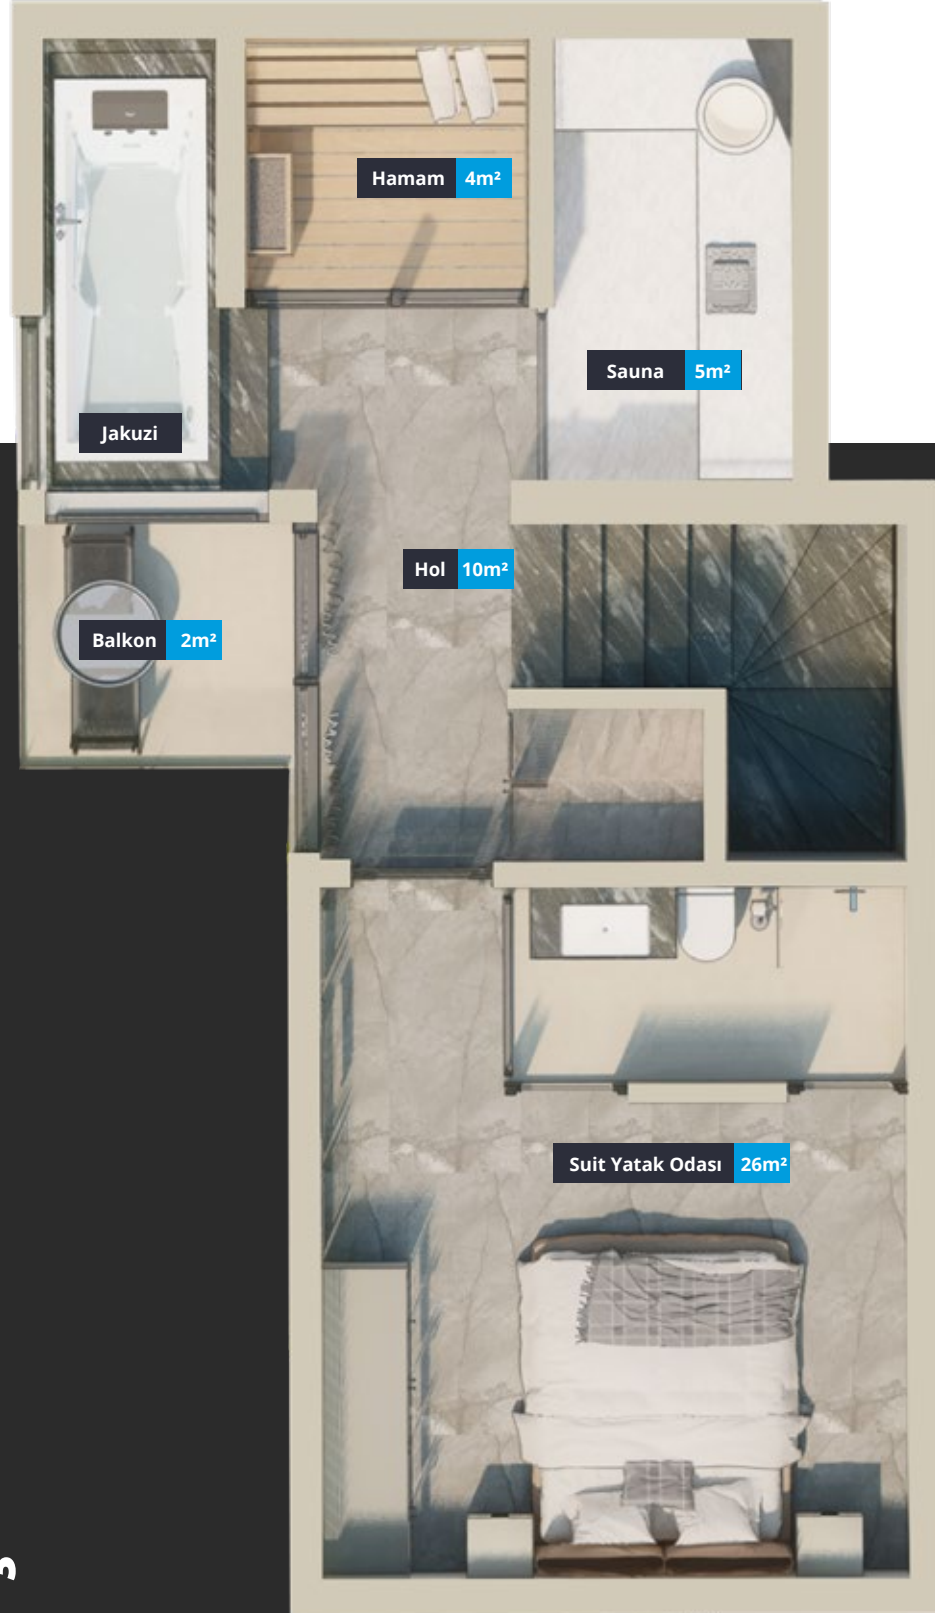 Hamam 4m²
Sauna 5m²
Jakuzi
Hol 10m²
Balkon 2m²
Suit Yatak Odası 26m²